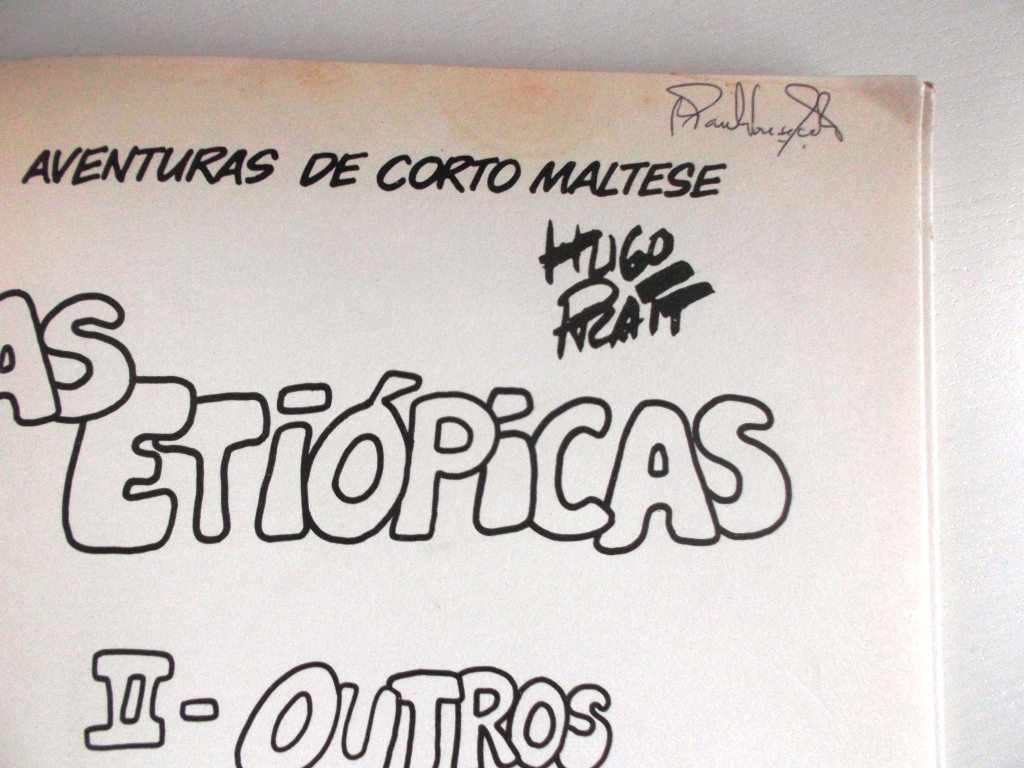 AVENTURAS DE CORTO MALTESE
HUGO
PRATT
AS
ETIÓPICAS
II - OUTROS